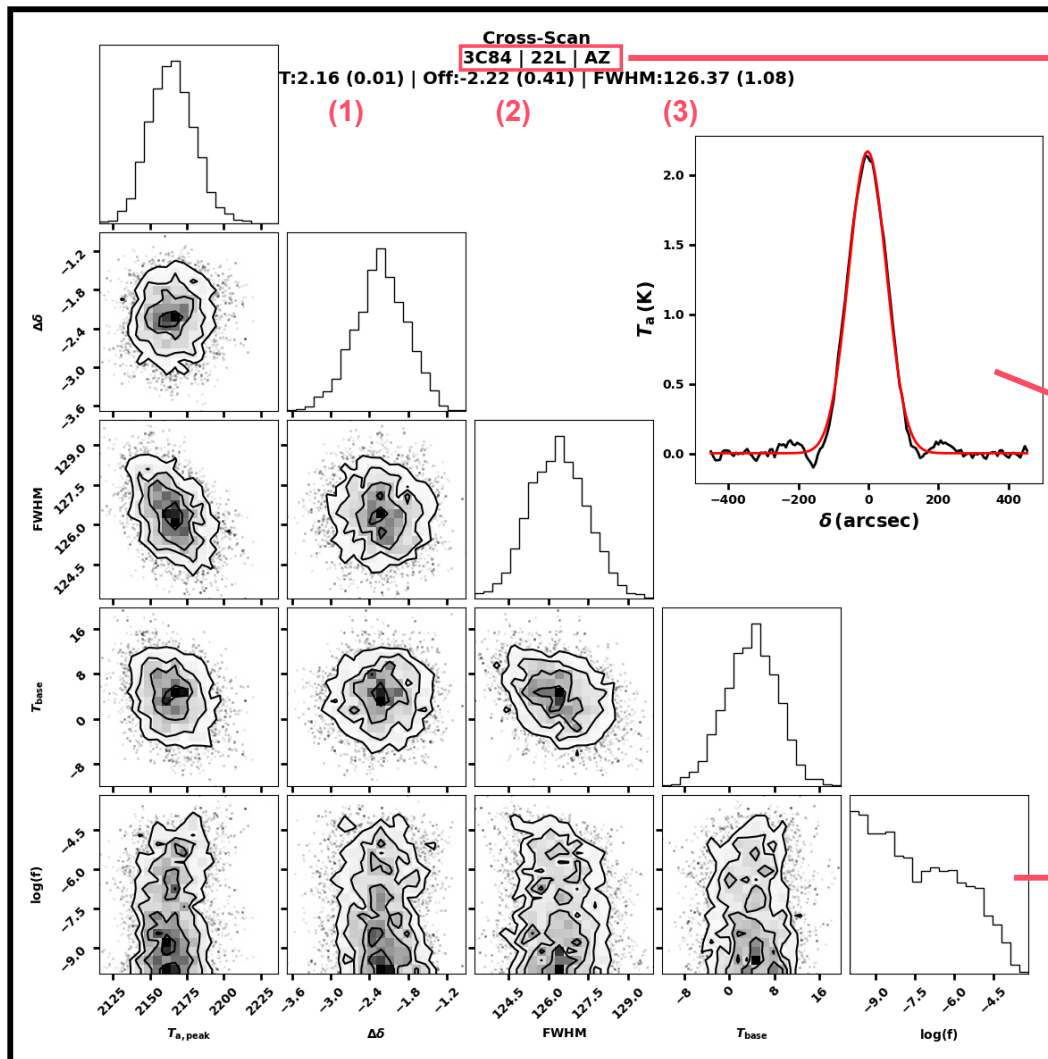 Cross-Scan
3C84 | 22L | AZ
T:2.16 (0.01) | Off:-2.22 (0.41) | FWHM:126.37 (1.08)
(1) (2) (3)
2.0
1.5
1.0
0.5
0.0
Tₐ (K)
−400 −200 0 200 400
δ (arcsec)
−1.2
−1.8
−2.4
−3.0
−3.6
Δδ
129.0
127.5
126.0
124.5
FWHM
16
8
0
−8
T_base
−4.5
−6.0
−7.5
−9.0
log(f)
2125 2150 2175 2200 2225
−3.6 −3.0 −2.4 −1.8 −1.2
124.5 126.0 127.5 129.0
−8 0 8 16
−9.0 −7.5 −6.0 −4.5
T_a,peak Δδ FWHM T_base log(f)